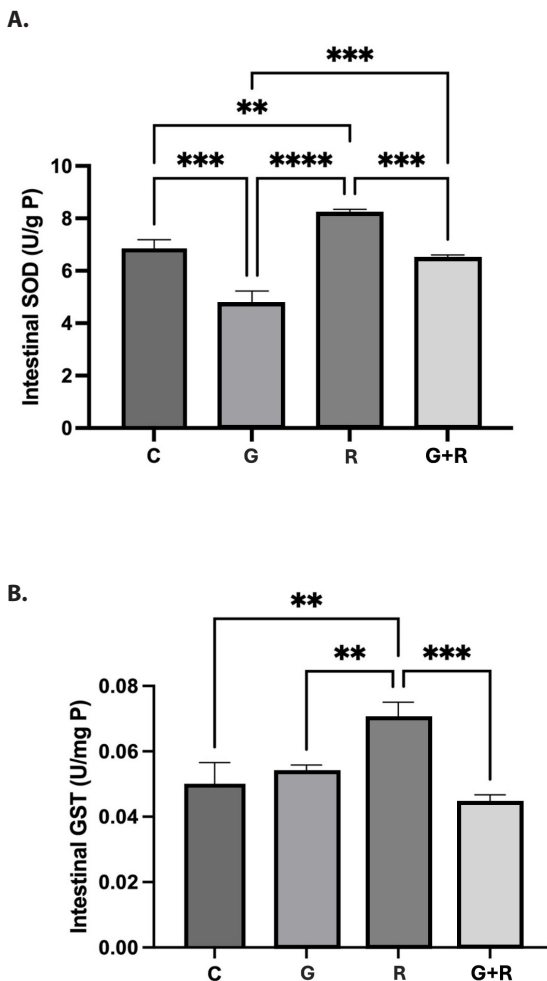 A.
***
**
*** **** ***
10
8
6
4
2
0
Intestinal SOD (U/g P)
C G R G+R
B.
**
** ***
0.08
0.06
0.04
0.02
0.00
Intestinal GST (U/mg P)
C G R G+R